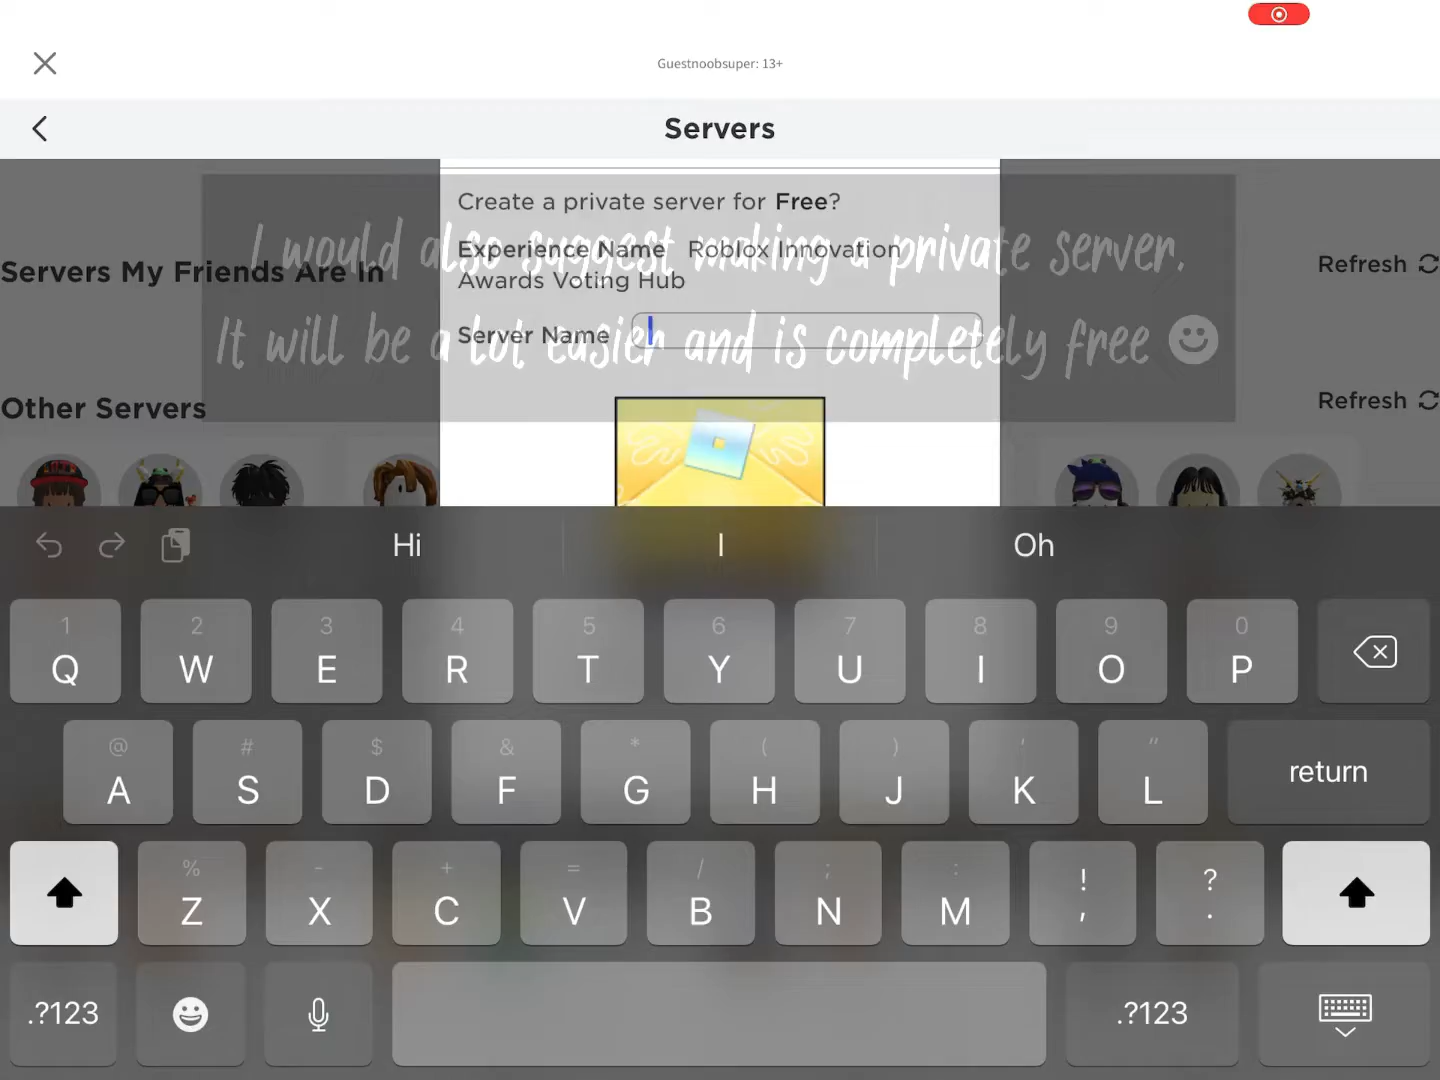 Guestnoobsuper: 13+
Servers
Create a private server for Free?
I would also suggest making a private server.
Experience Name Roblox Innovation
Awards Voting Hub
Servers My Friends Are In
Refresh
It will be a lot easier and is completely free
Server Name
Other Servers
Refresh
Hi I Oh
1 2 3 4 5 6 7 8 9 0
Q W E R T Y U I O P
@ # $ & * ( ) ' "
A S D F G H J K L return
% - + = / ; : ! ?
Z X C V B N M , .
.?123 .?123